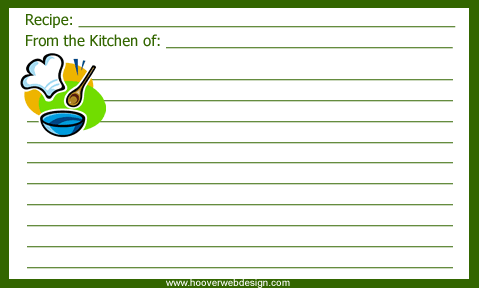 Recipe:
From the Kitchen of:
www.hooverwebdesign.com